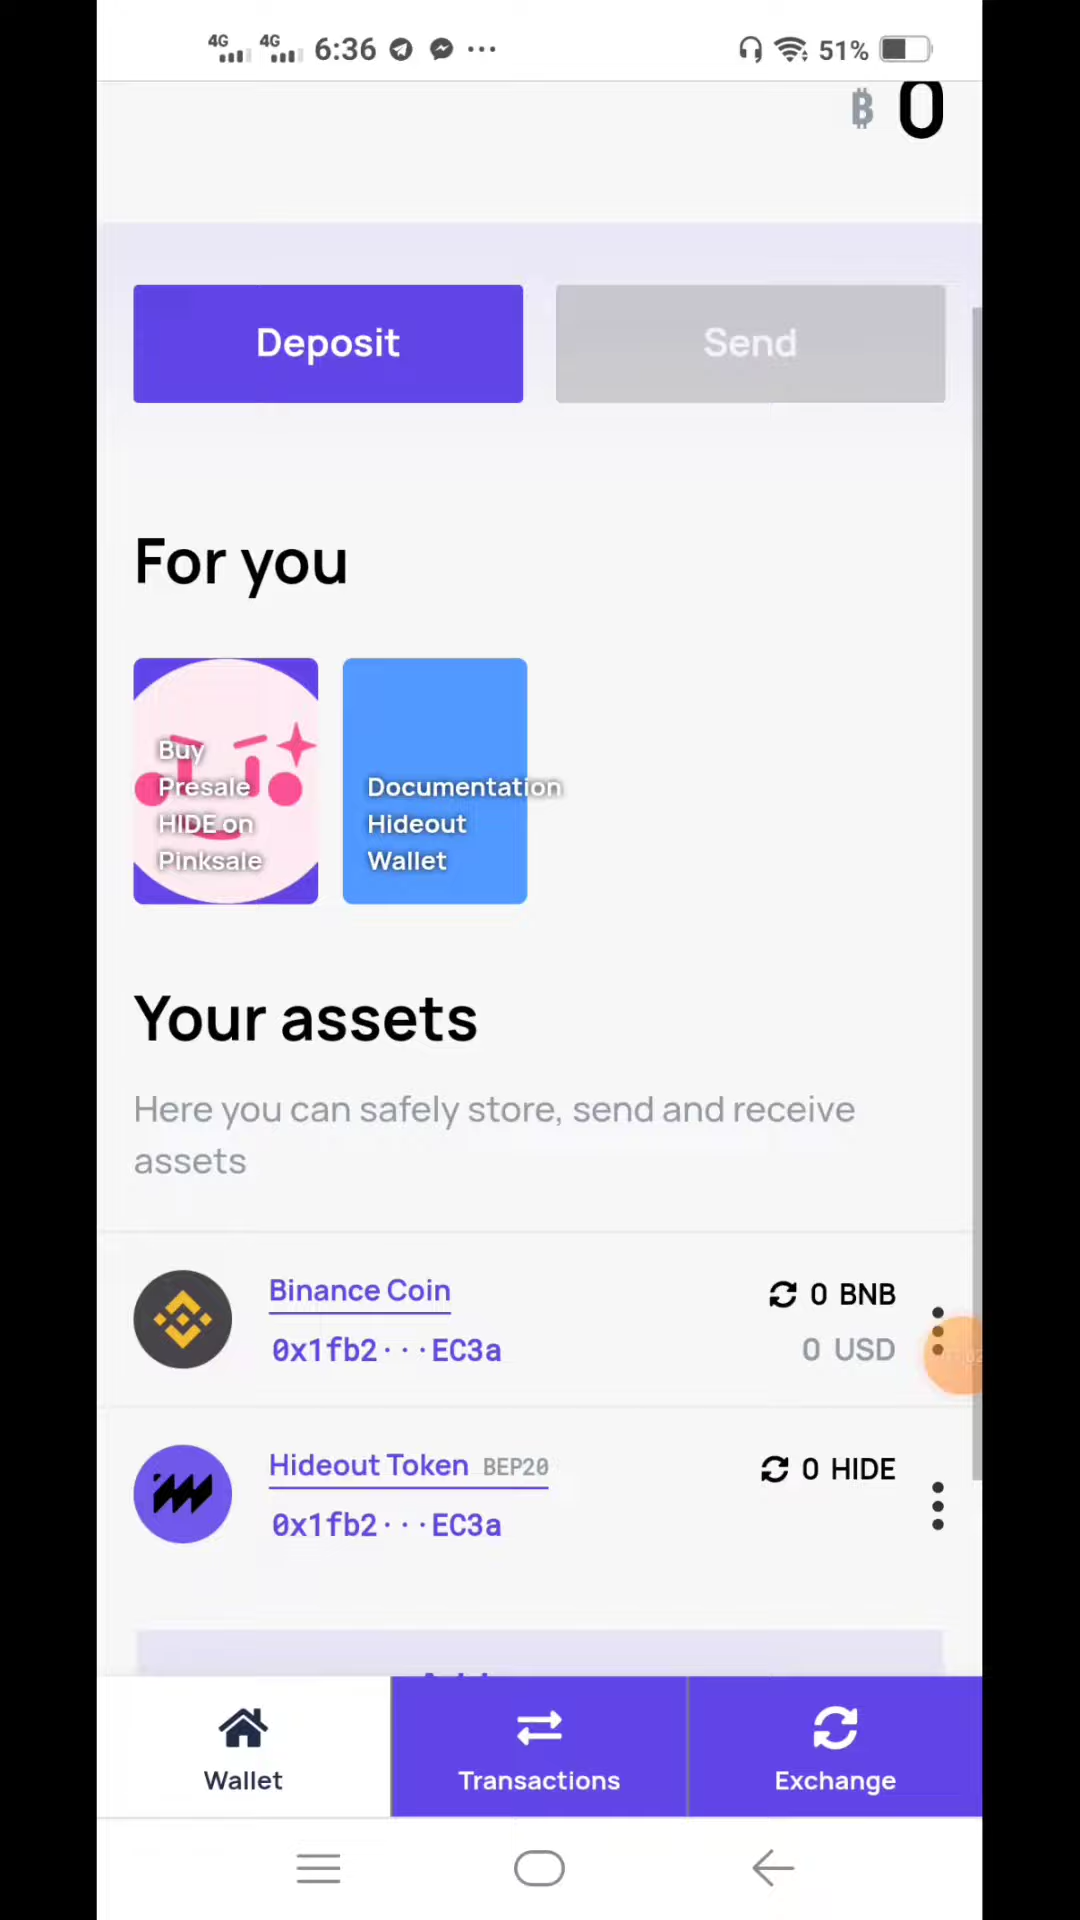 4G 4G 6:36 ... 51%
฿ 0
Deposit Send
For you
Buy
Presale
HIDE on
Pinksale
Documentation
Hideout
Wallet
Your assets
Here you can safely store, send and receive
assets
Binance Coin 0 BNB
0x1fb2···EC3a 0 USD
Hideout Token BEP20 0 HIDE
0x1fb2···EC3a
Wallet Transactions Exchange